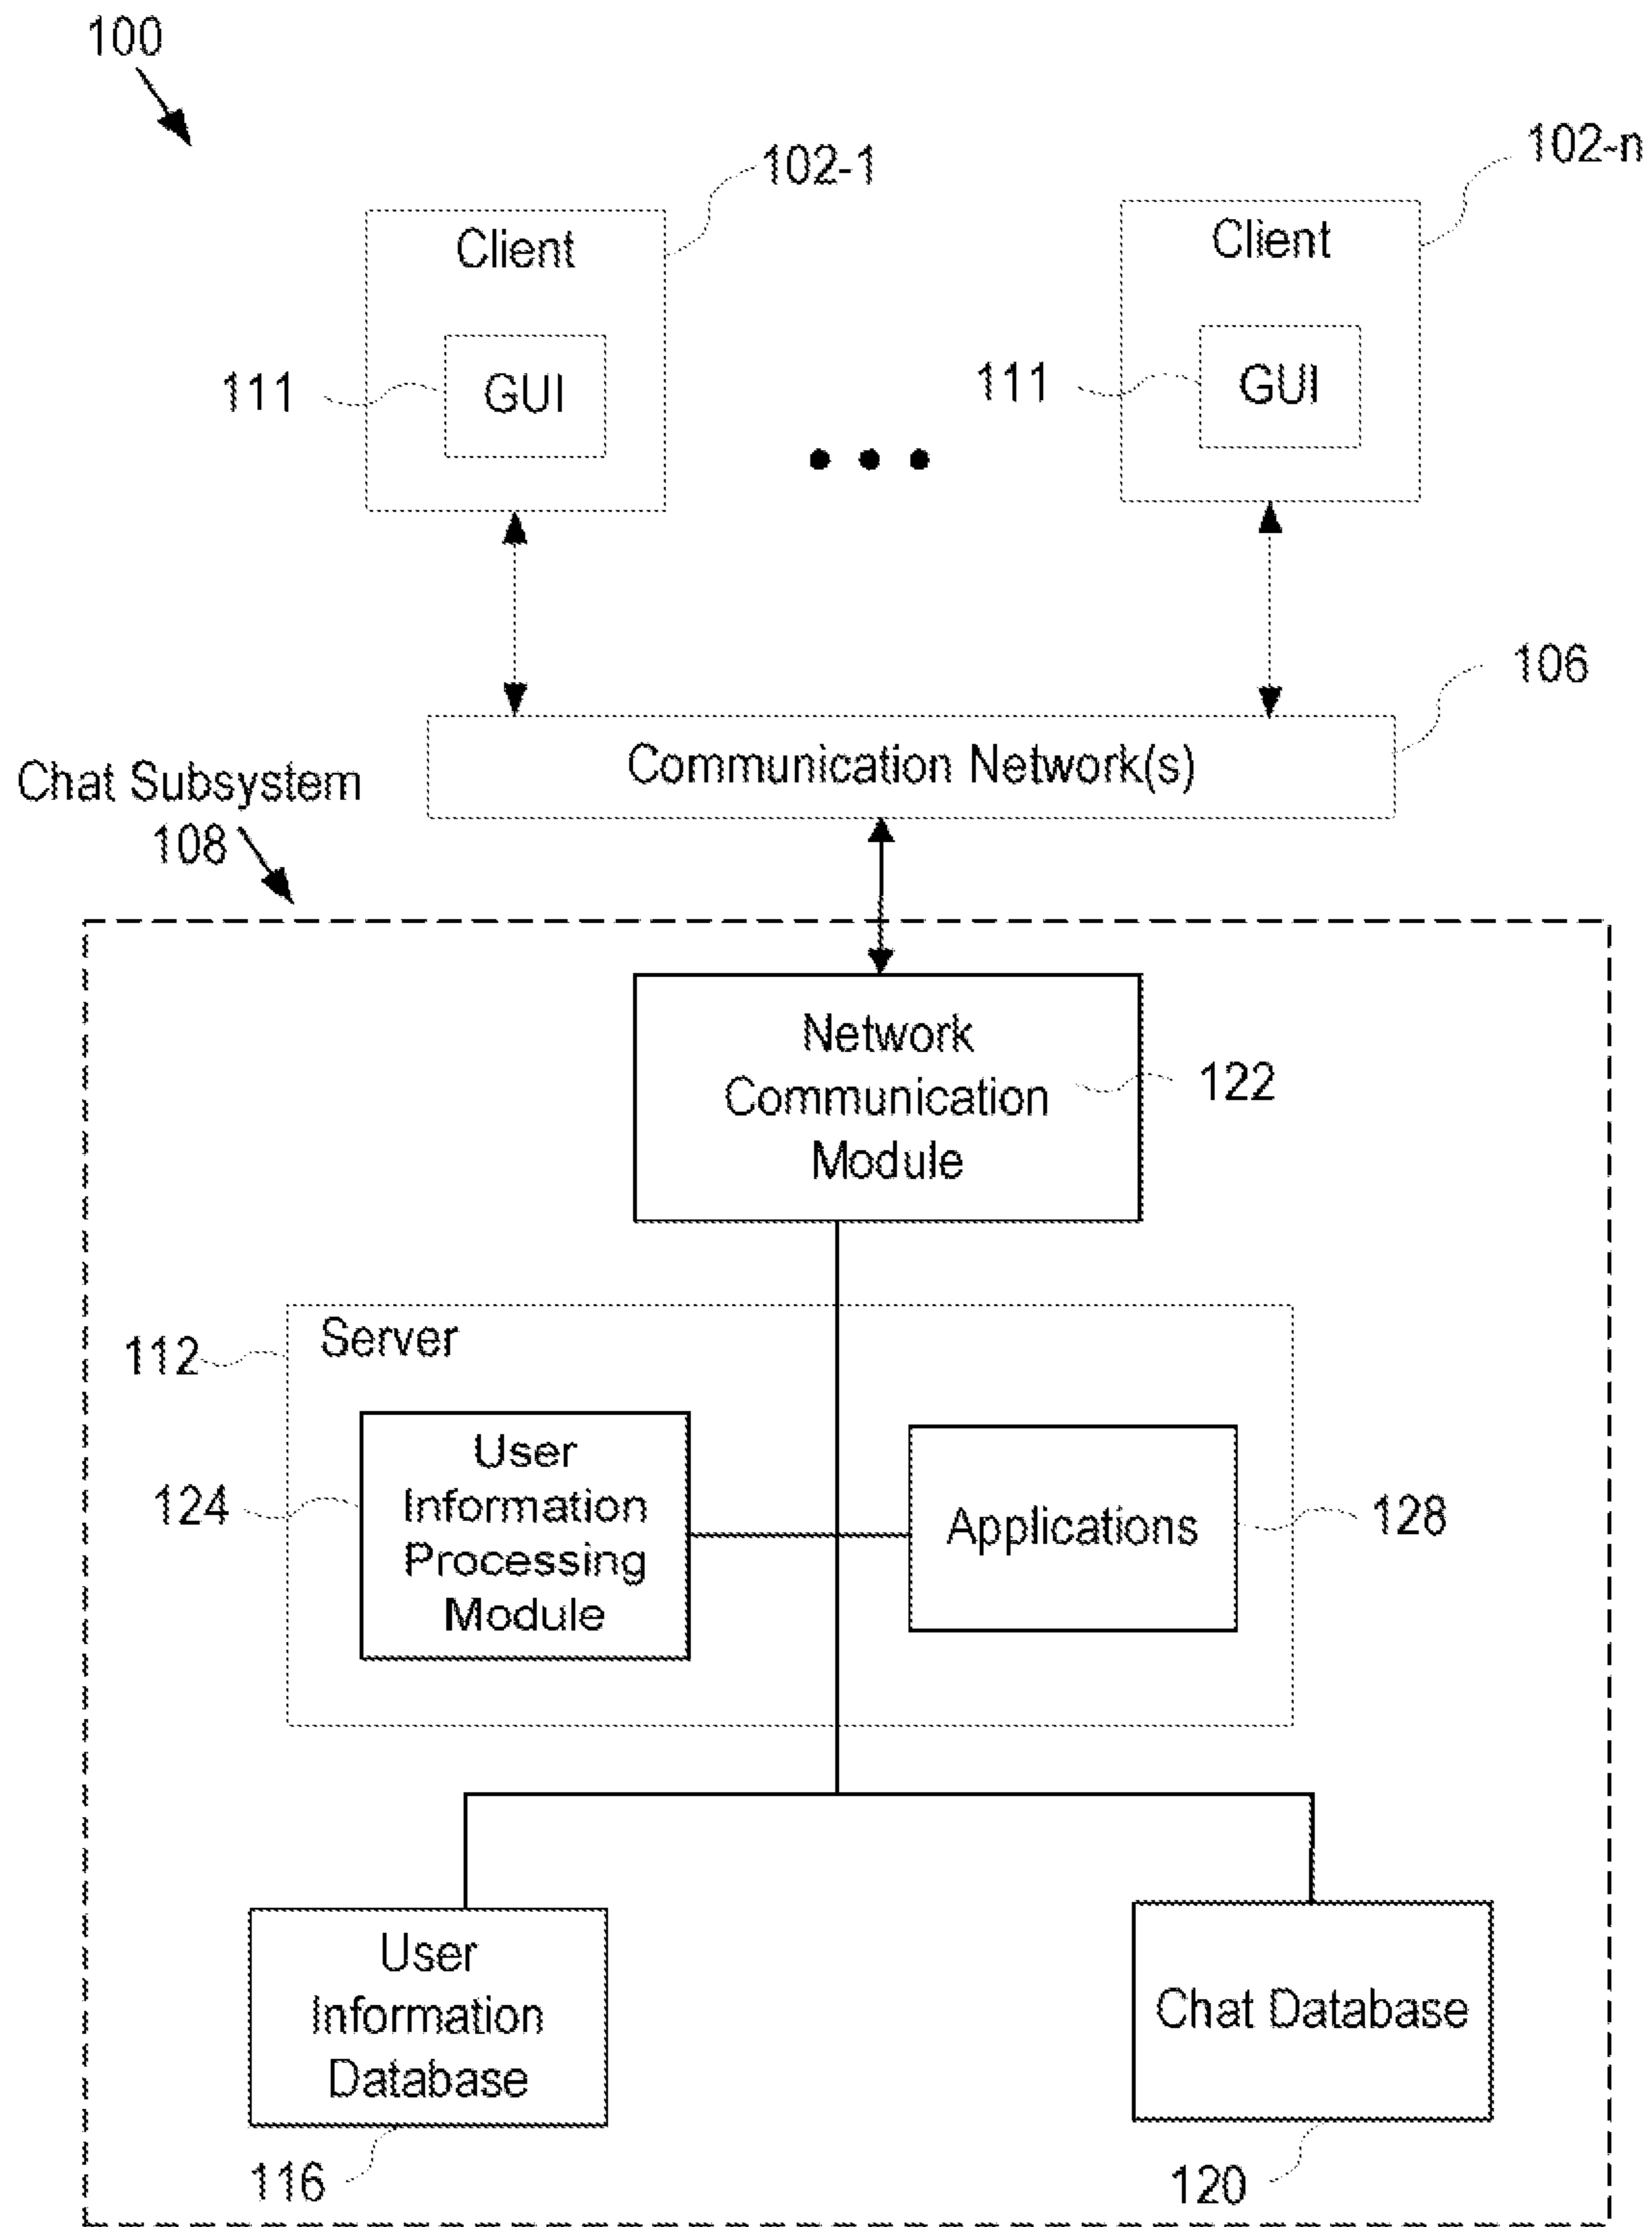 100
102-1
102-n
Client
Client
111
GUI
111
GUI
106
Communication Network(s)
Chat Subsystem
108
Network
Communication
Module
122
112
Server
124
User
Information
Processing
Module
Applications
128
User
Information
Database
Chat Database
116
120